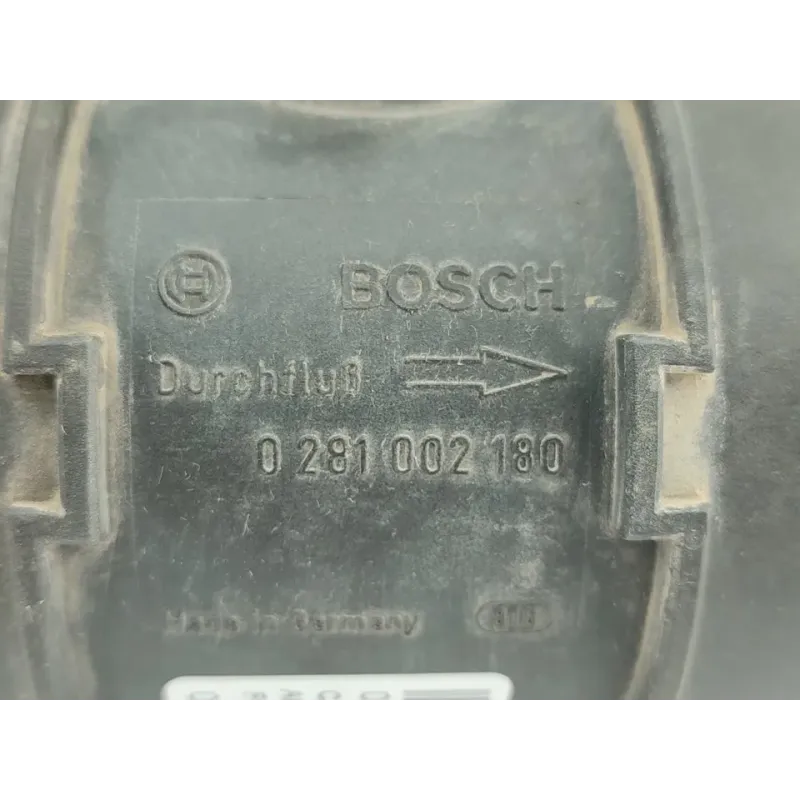 BOSCH
Durchfluß
0 281 002 180
Made in Germany